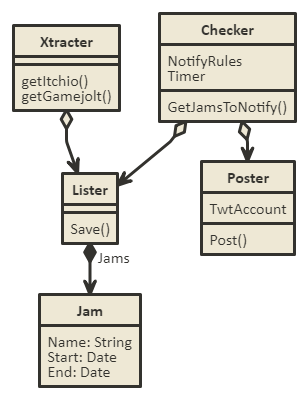 Xtracter
getItchio()
getGamejolt()
Checker
NotifyRules
Timer
GetJamsToNotify()
Lister
Save()
Poster
TwtAccount
Post()
Jams
Jam
Name: String
Start: Date
End: Date